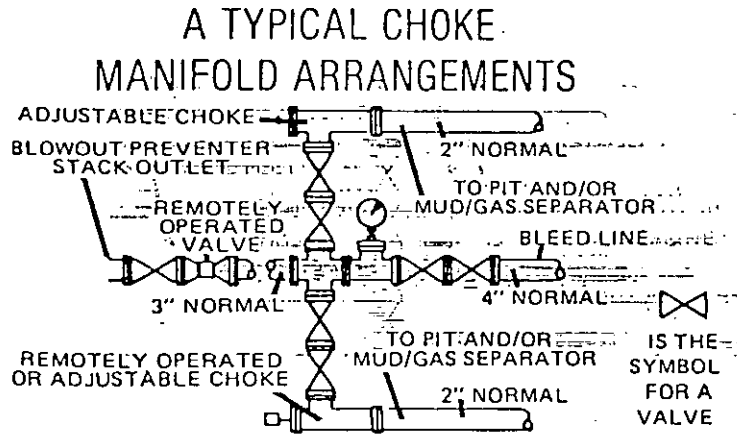 A TYPICAL CHOKE
MANIFOLD ARRANGEMENTS
ADJUSTABLE CHOKE
BLOWOUT PREVENTER
STACK OUTLET
2" NORMAL
TO PIT AND/OR
MUD/GAS SEPARATOR
REMOTELY
OPERATED
VALVE
BLEED LINE
3" NORMAL
4" NORMAL
TO PIT AND/OR
MUD/GAS SEPARATOR
REMOTELY OPERATED
OR ADJUSTABLE CHOKE
2" NORMAL
IS THE
SYMBOL
FOR A
VALVE